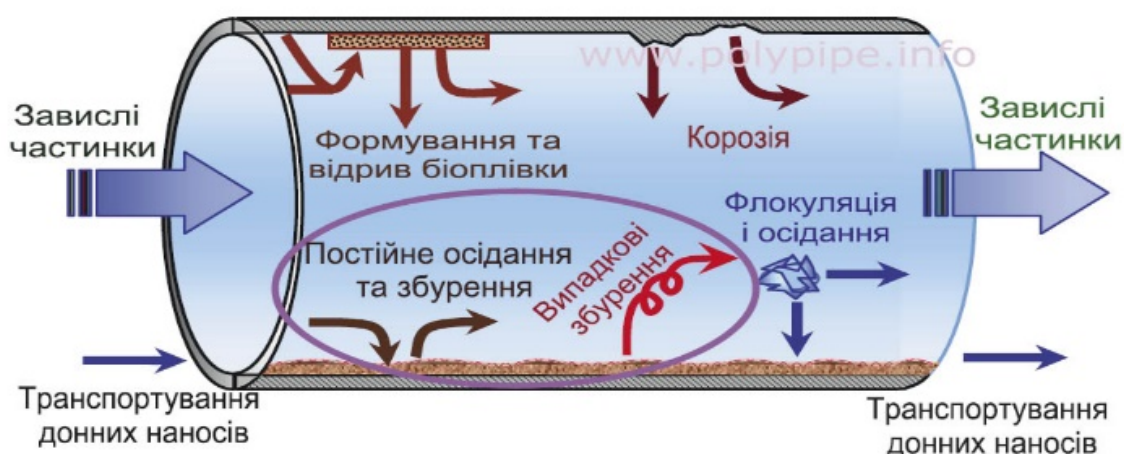 www.polypipe.info
Завислі
частинки
Формування та
відрив біоплівки
Корозія
Завислі
частинки
Флокуляція
і осідання
Постійне осідання
та збурення
Випадкові
збурення
Транспортування
донних наносів
Транспортування
донних наносів